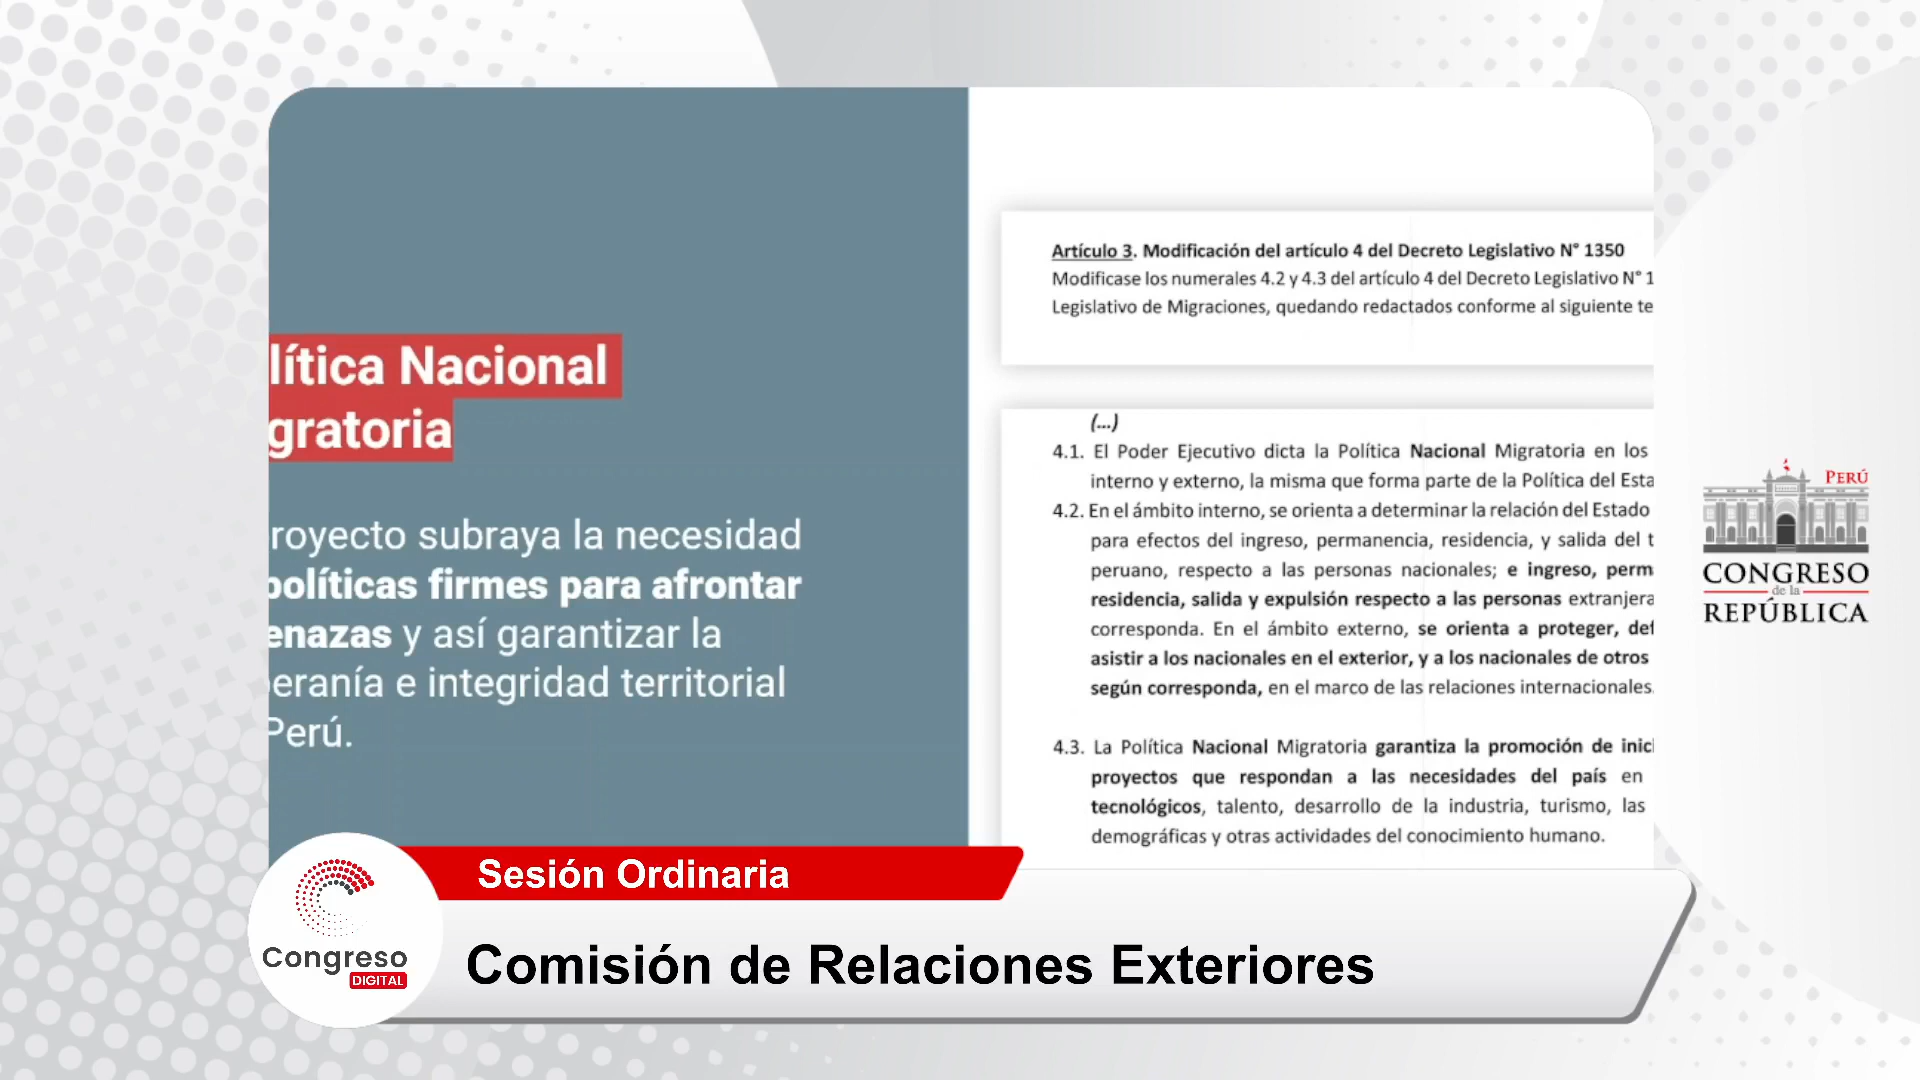 lítica Nacional
gratoria
royecto subraya la necesidad
políticas firmes para afrontar
enazas y así garantizar la
eranía e integridad territorial
Perú.
Artículo 3. Modificación del artículo 4 del Decreto Legislativo N° 1350
Modificase los numerales 4.2 y 4.3 del artículo 4 del Decreto Legislativo N° 1
Legislativo de Migraciones, quedando redactados conforme al siguiente te
(...)
4.1. El Poder Ejecutivo dicta la Política Nacional Migratoria en los
interno y externo, la misma que forma parte de la Política del Esta
4.2. En el ámbito interno, se orienta a determinar la relación del Estado
para efectos del ingreso, permanencia, residencia, y salida del t
peruano, respecto a las personas nacionales; e ingreso, perm
residencia, salida y expulsión respecto a las personas extranjera
corresponda. En el ámbito externo, se orienta a proteger, def
asistir a los nacionales en el exterior, y a los nacionales de otros
según corresponda, en el marco de las relaciones internacionales.
4.3. La Política Nacional Migratoria garantiza la promoción de inici
proyectos que respondan a las necesidades del país en
tecnológicos, talento, desarrollo de la industria, turismo, las
demográficas y otras actividades del conocimiento humano.
PERÚ
CONGRESO
de la
REPÚBLICA
Sesión Ordinaria
Comisión de Relaciones Exteriores
Congreso
DIGITAL